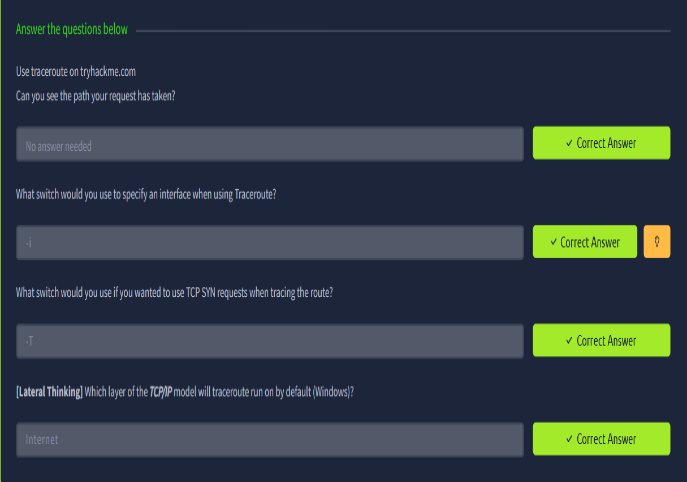 Answer the questions below
Use traceroute on tryhackme.com
Can you see the path your request has taken?
No answer needed
✓ Correct Answer
What switch would you use to specify an interface when using Traceroute?
-i
✓ Correct Answer
What switch would you use if you wanted to use TCP SYN requests when tracing the route?
-T
✓ Correct Answer
[Lateral Thinking] Which layer of the TCP/IP model will traceroute run on by default (Windows)?
Internet
✓ Correct Answer